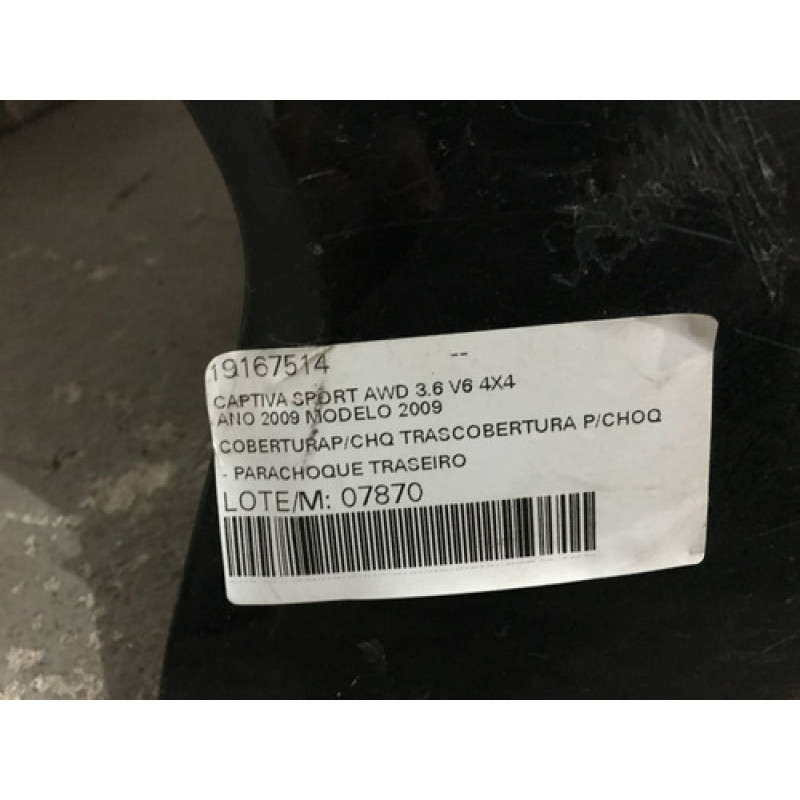 19167514 --
CAPTIVA SPORT AWD 3.6 V6 4X4
ANO 2009 MODELO 2009
COBERTURAP/CHQ TRASCOBERTURA P/CHOQ
- PARACHOQUE TRASEIRO
LOTE/M: 07870